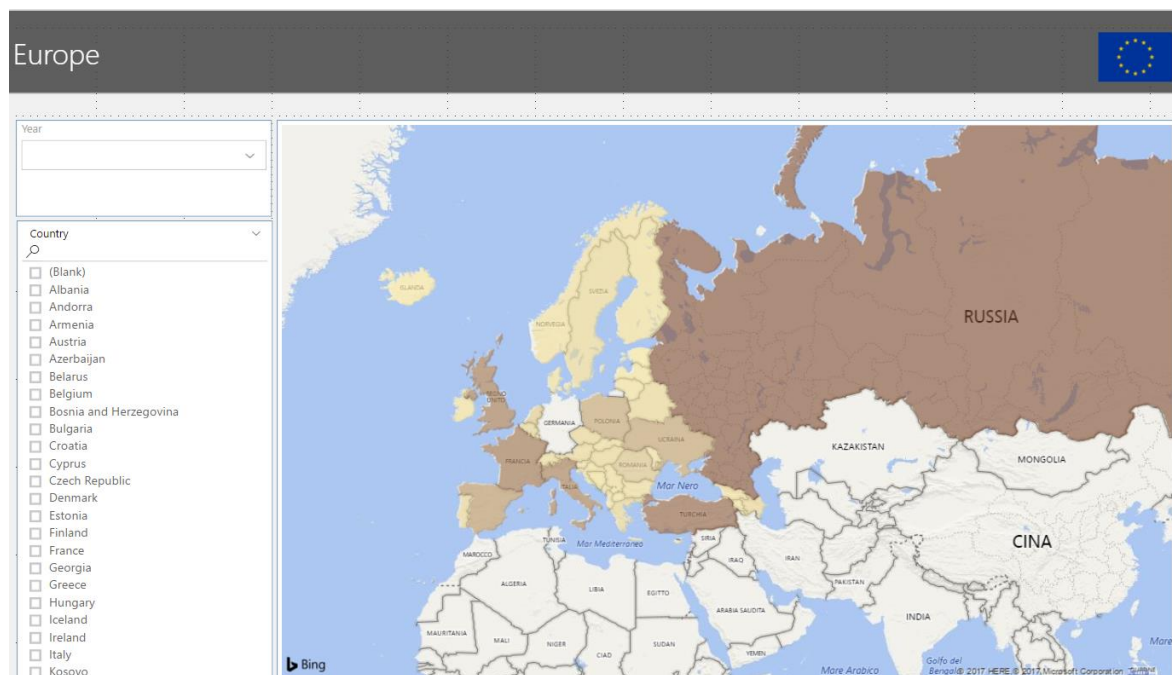 Europe
Year
Country
(Blank)
Albania
Andorra
Armenia
Austria
Azerbaijan
Belarus
Belgium
Bosnia and Herzegovina
Bulgaria
Croatia
Cyprus
Czech Republic
Denmark
Estonia
Finland
France
Georgia
Greece
Hungary
Iceland
Ireland
Italy
Kosovo
ISLANDA
SVEZIA
NORVEGIA
RUSSIA
REGNO
UNITO
GERMANIA
POLONIA
UCRAINA
KAZAKISTAN
FRANCIA
ROMANIA
MONGOLIA
ITALIA
Mar Nero
TURCHIA
CINA
TUNISIA
Mar Mediterraneo
SIRIA
MAROCCO
IRAQ
IRAN
PAKISTAN
ALGERIA
LIBIA
EGITTO
ARABIA SAUDITA
INDIA
MAURITANIA
MALI
NIGER
CIAD
SUDAN
YEMEN
Mare
Bing
Mare Arabico
Golfo del
Bengala
© 2017 HERE © 2017 Microsoft Corporation